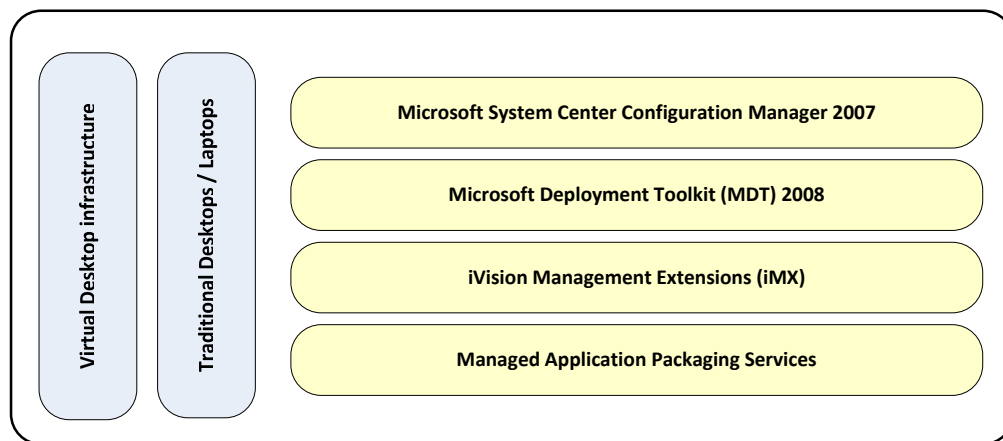 Virtual Desktop infrastructure
Traditional Desktops / Laptops
Microsoft System Center Configuration Manager 2007
Microsoft Deployment Toolkit (MDT) 2008
iVision Management Extensions (iMX)
Managed Application Packaging Services